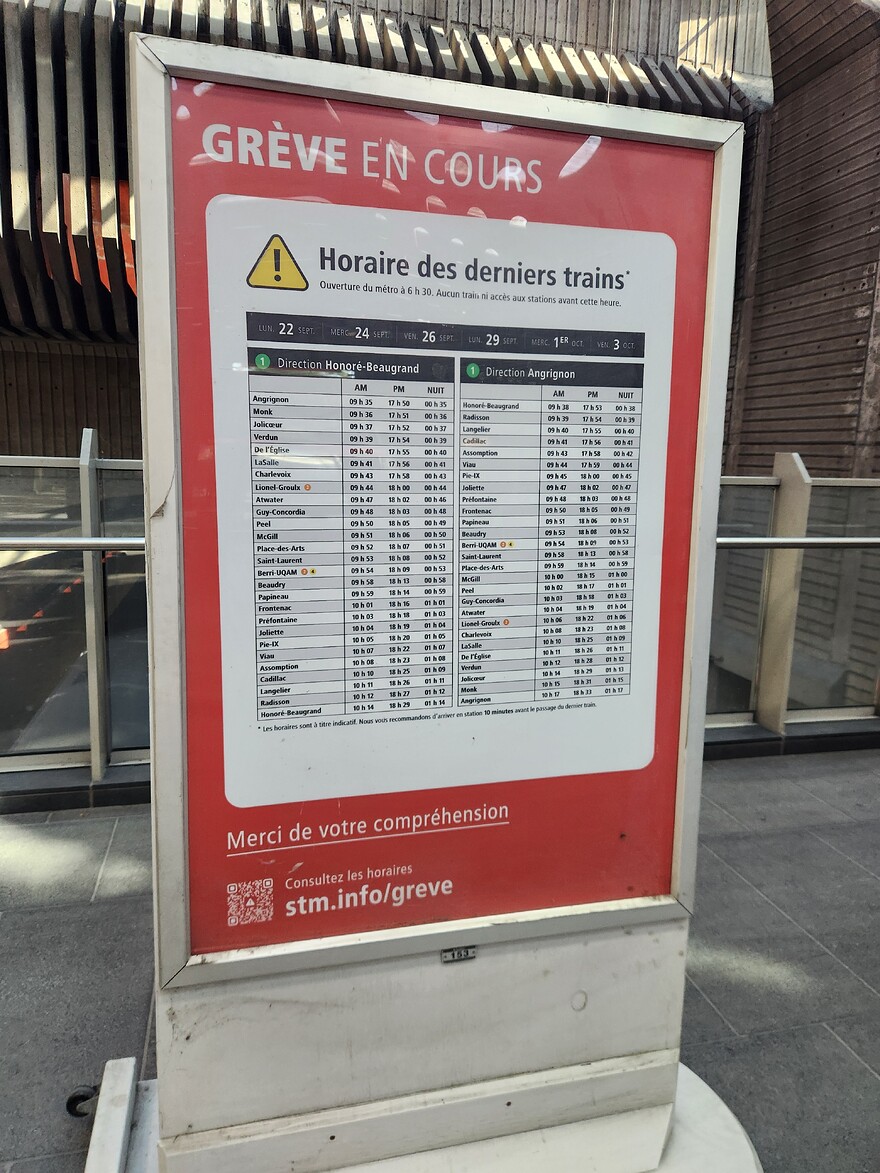 GRÈVE EN COURS
Horaire des derniers trains*
Ouverture du métro à 6 h 30. Aucun train ni accès aux stations avant cette heure.
LUN. 22 SEPT. MERC. 24 SEPT. VEN. 26 SEPT. LUN. 29 SEPT. MERC. 1ER OCT. VEN. 3 OCT.
1 Direction Honoré-Beaugrand
AM PM NUIT
Angrignon 09 h 35 17 h 50 00 h 35
Monk 09 h 36 17 h 51 00 h 36
Jolicœur 09 h 37 17 h 52 00 h 37
Verdun 09 h 39 17 h 54 00 h 39
De l'Église 09 h 40 17 h 55 00 h 40
LaSalle 09 h 41 17 h 56 00 h 41
Charlevoix 09 h 43 17 h 58 00 h 43
Lionel-Groulx 2 09 h 44 18 h 00 00 h 44
Atwater 09 h 47 18 h 02 00 h 46
Guy-Concordia 09 h 48 18 h 03 00 h 48
Peel 09 h 50 18 h 05 00 h 49
McGill 09 h 51 18 h 06 00 h 50
Place-des-Arts 09 h 52 18 h 07 00 h 51
Saint-Laurent 09 h 53 18 h 08 00 h 52
Berri-UQAM 2 4 09 h 54 18 h 09 00 h 53
Beaudry 09 h 58 18 h 13 00 h 58
Papineau 09 h 59 18 h 14 00 h 59
Frontenac 10 h 01 18 h 16 01 h 01
Préfontaine 10 h 03 18 h 18 01 h 03
Joliette 10 h 04 18 h 19 01 h 04
Pie-IX 10 h 05 18 h 20 01 h 05
Viau 10 h 07 18 h 22 01 h 07
Assomption 10 h 08 18 h 23 01 h 08
Cadillac 10 h 10 18 h 25 01 h 09
Langelier 10 h 11 18 h 26 01 h 11
Radisson 10 h 12 18 h 27 01 h 12
Honoré-Beaugrand 10 h 14 18 h 29 01 h 14
1 Direction Angrignon
AM PM NUIT
Honoré-Beaugrand 09 h 38 17 h 53 00 h 38
Radisson 09 h 39 17 h 54 00 h 39
Langelier 09 h 40 17 h 55 00 h 40
Cadillac 09 h 41 17 h 56 00 h 41
Assomption 09 h 43 17 h 58 00 h 42
Viau 09 h 44 17 h 59 00 h 44
Pie-IX 09 h 45 18 h 00 00 h 45
Joliette 09 h 47 18 h 02 00 h 47
Préfontaine 09 h 48 18 h 03 00 h 48
Frontenac 09 h 50 18 h 05 00 h 49
Papineau 09 h 51 18 h 06 00 h 51
Beaudry 09 h 53 18 h 08 00 h 52
Berri-UQAM 2 4 09 h 54 18 h 09 00 h 53
Saint-Laurent 09 h 58 18 h 13 00 h 58
Place-des-Arts 09 h 59 18 h 14 00 h 59
McGill 10 h 00 18 h 15 01 h 00
Peel 10 h 02 18 h 17 01 h 01
Guy-Concordia 10 h 03 18 h 18 01 h 03
Atwater 10 h 04 18 h 19 01 h 04
Lionel-Groulx 2 10 h 06 18 h 22 01 h 06
Charlevoix 10 h 08 18 h 23 01 h 08
LaSalle 10 h 10 18 h 25 01 h 09
De l'Église 10 h 11 18 h 26 01 h 11
Verdun 10 h 12 18 h 28 01 h 12
Jolicœur 10 h 14 18 h 29 01 h 13
Monk 10 h 15 18 h 31 01 h 15
Angrignon 10 h 17 18 h 33 01 h 17
* Les horaires sont à titre indicatif. Nous vous recommandons d'arriver en station 10 minutes avant le passage du dernier train.
Merci de votre compréhension
Consultez les horaires
stm.info/greve
153